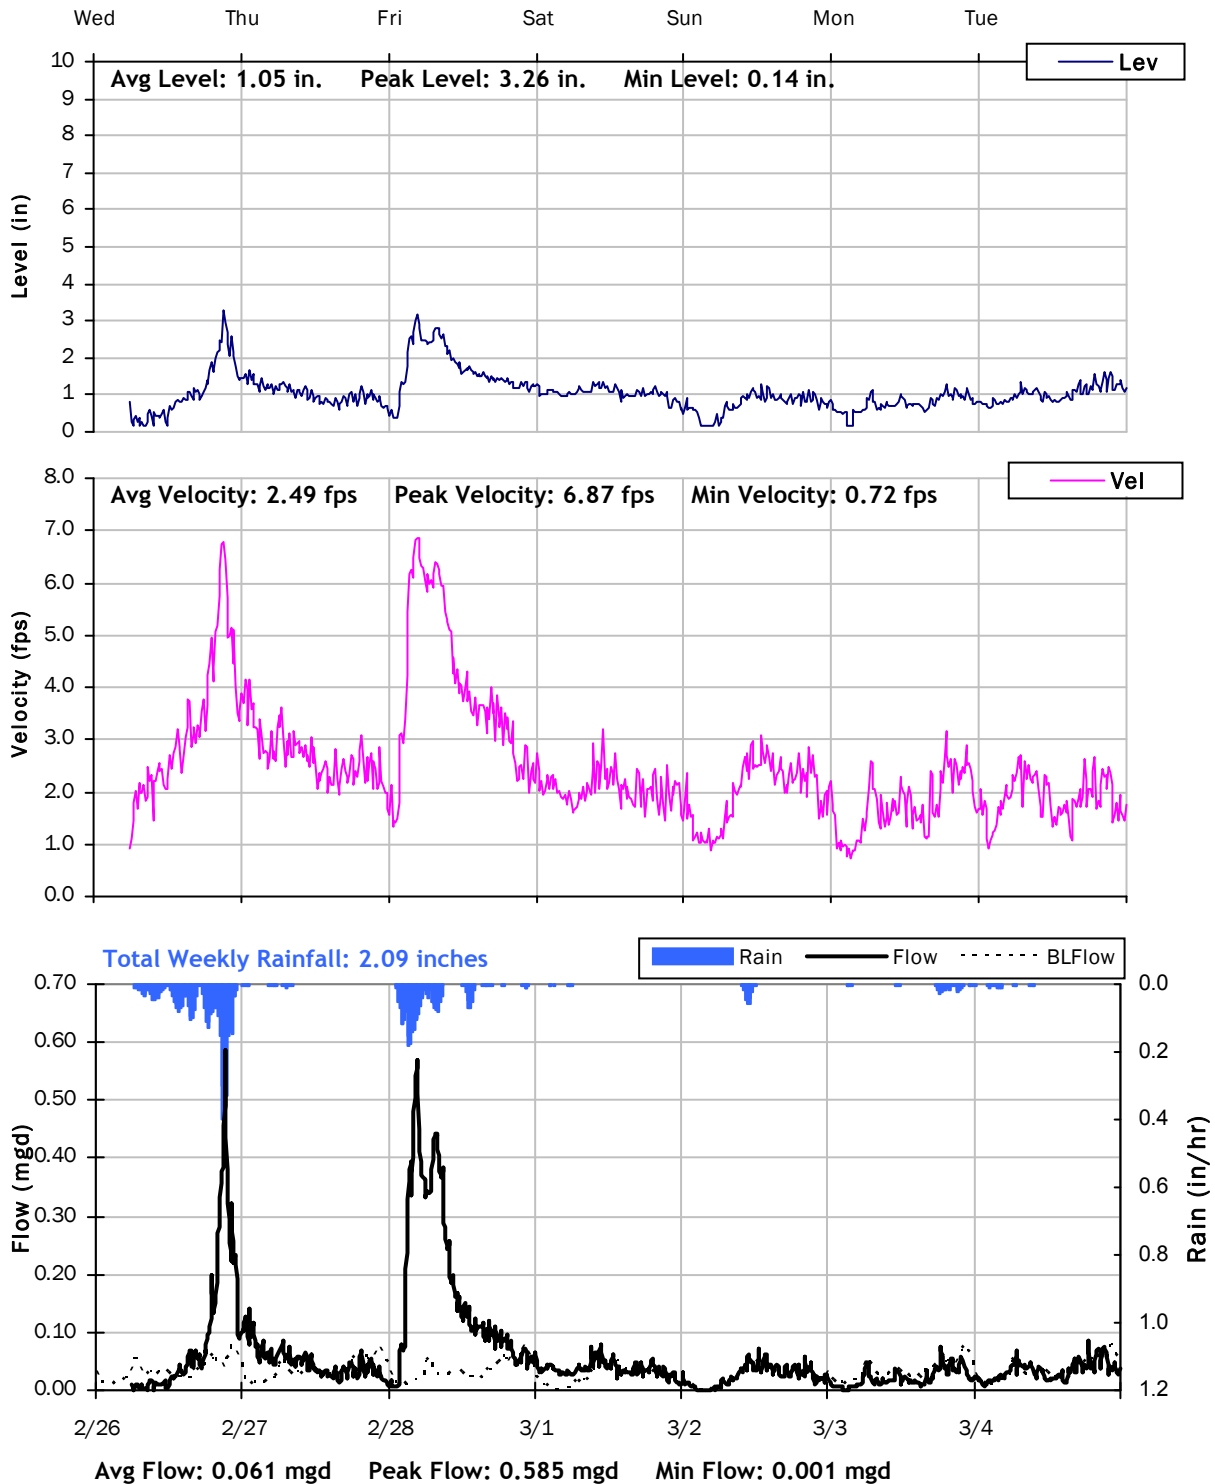 Wed Thu Fri Sat Sun Mon Tue
Lev
Avg Level: 1.05 in. Peak Level: 3.26 in. Min Level: 0.14 in.
10
9
8
7
6
5
4
3
2
1
0
Level (in)
Vel
Avg Velocity: 2.49 fps Peak Velocity: 6.87 fps Min Velocity: 0.72 fps
8.0
7.0
6.0
5.0
4.0
3.0
2.0
1.0
0.0
Velocity (fps)
Total Weekly Rainfall: 2.09 inches
Rain Flow BLFlow
0.70
0.60
0.50
0.40
0.30
0.20
0.10
0.00
Flow (mgd)
0.0
0.2
0.4
0.6
0.8
1.0
1.2
Rain (in/hr)
2/26 2/27 2/28 3/1 3/2 3/3 3/4
Avg Flow: 0.061 mgd Peak Flow: 0.585 mgd Min Flow: 0.001 mgd